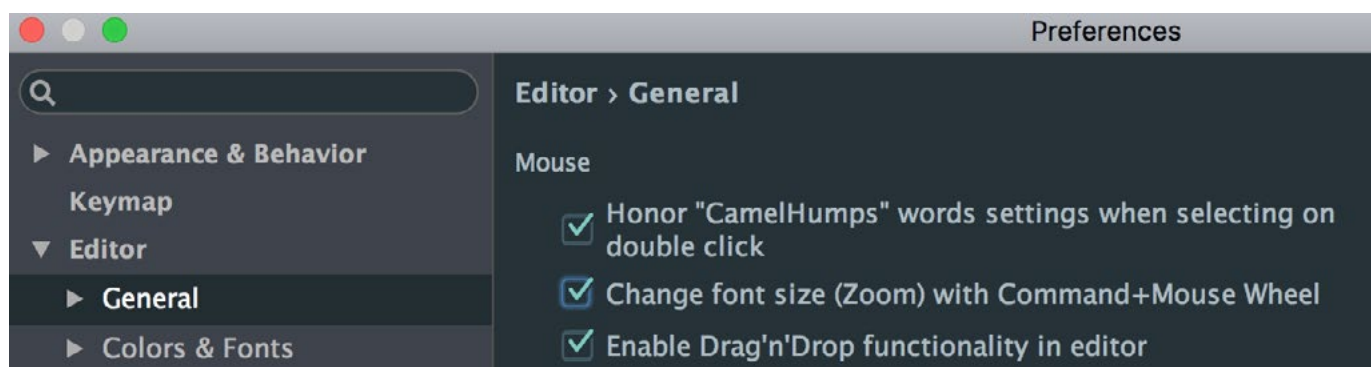 Preferences
Appearance & Behavior
Keymap
Editor
General
Colors & Fonts
Editor › General
Mouse
Honor "CamelHumps" words settings when selecting on
double click
Change font size (Zoom) with Command+Mouse Wheel
Enable Drag'n'Drop functionality in editor